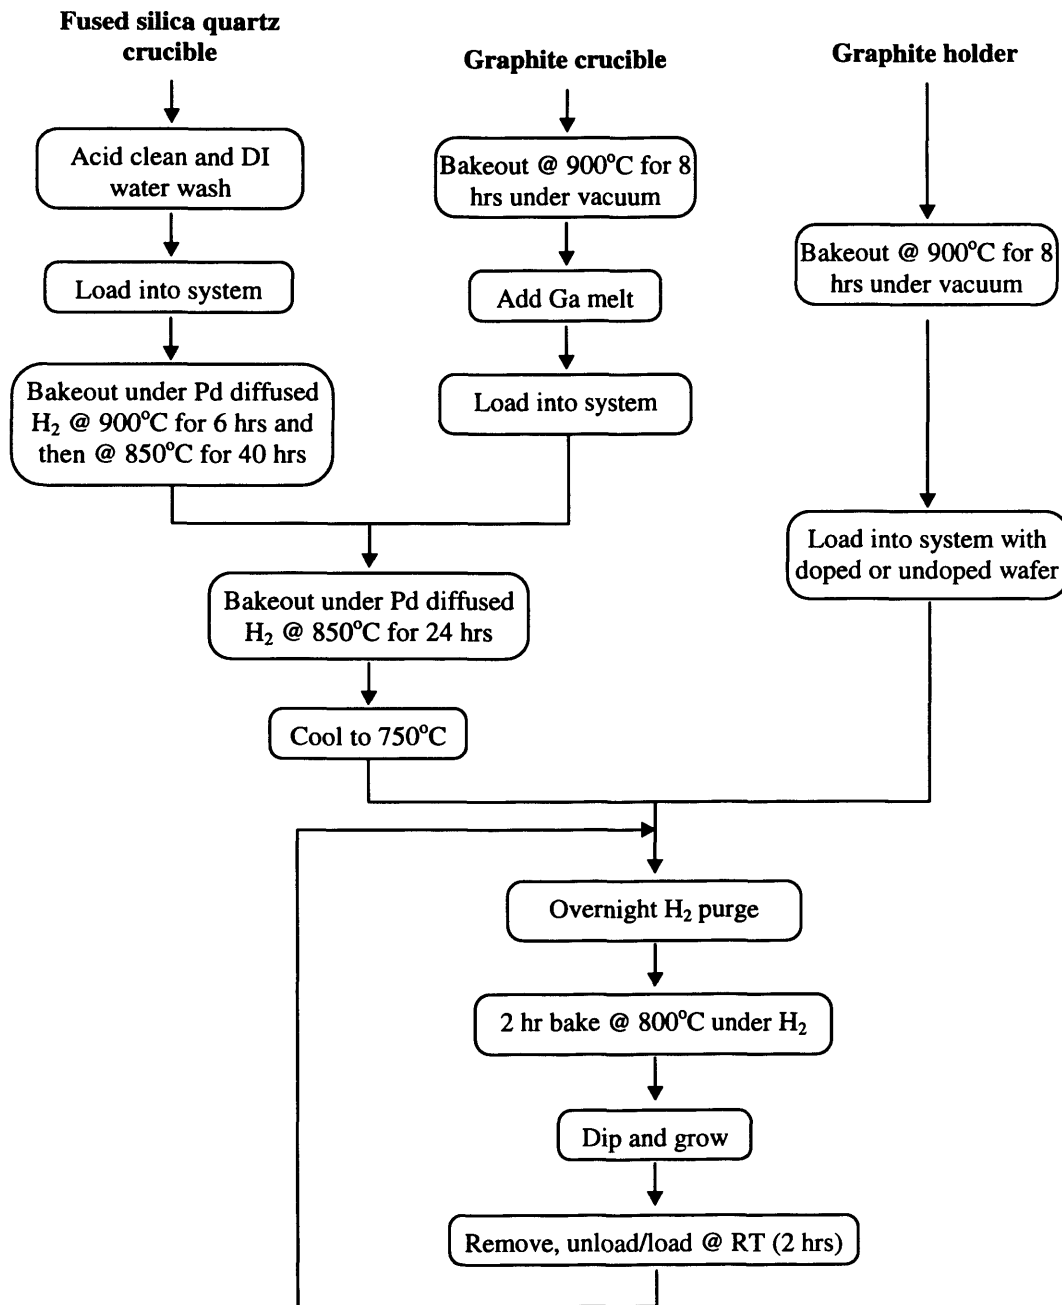 Fused silica quartz
crucible
Acid clean and DI
water wash
Load into system
Bakeout under Pd diffused
H₂ @ 900°C for 6 hrs and
then @ 850°C for 40 hrs
Graphite crucible
Bakeout @ 900°C for 8
hrs under vacuum
Add Ga melt
Load into system
Graphite holder
Bakeout @ 900°C for 8
hrs under vacuum
Load into system with
doped or undoped wafer
Bakeout under Pd diffused
H₂ @ 850°C for 24 hrs
Cool to 750°C
Overnight H₂ purge
2 hr bake @ 800°C under H₂
Dip and grow
Remove, unload/load @ RT (2 hrs)